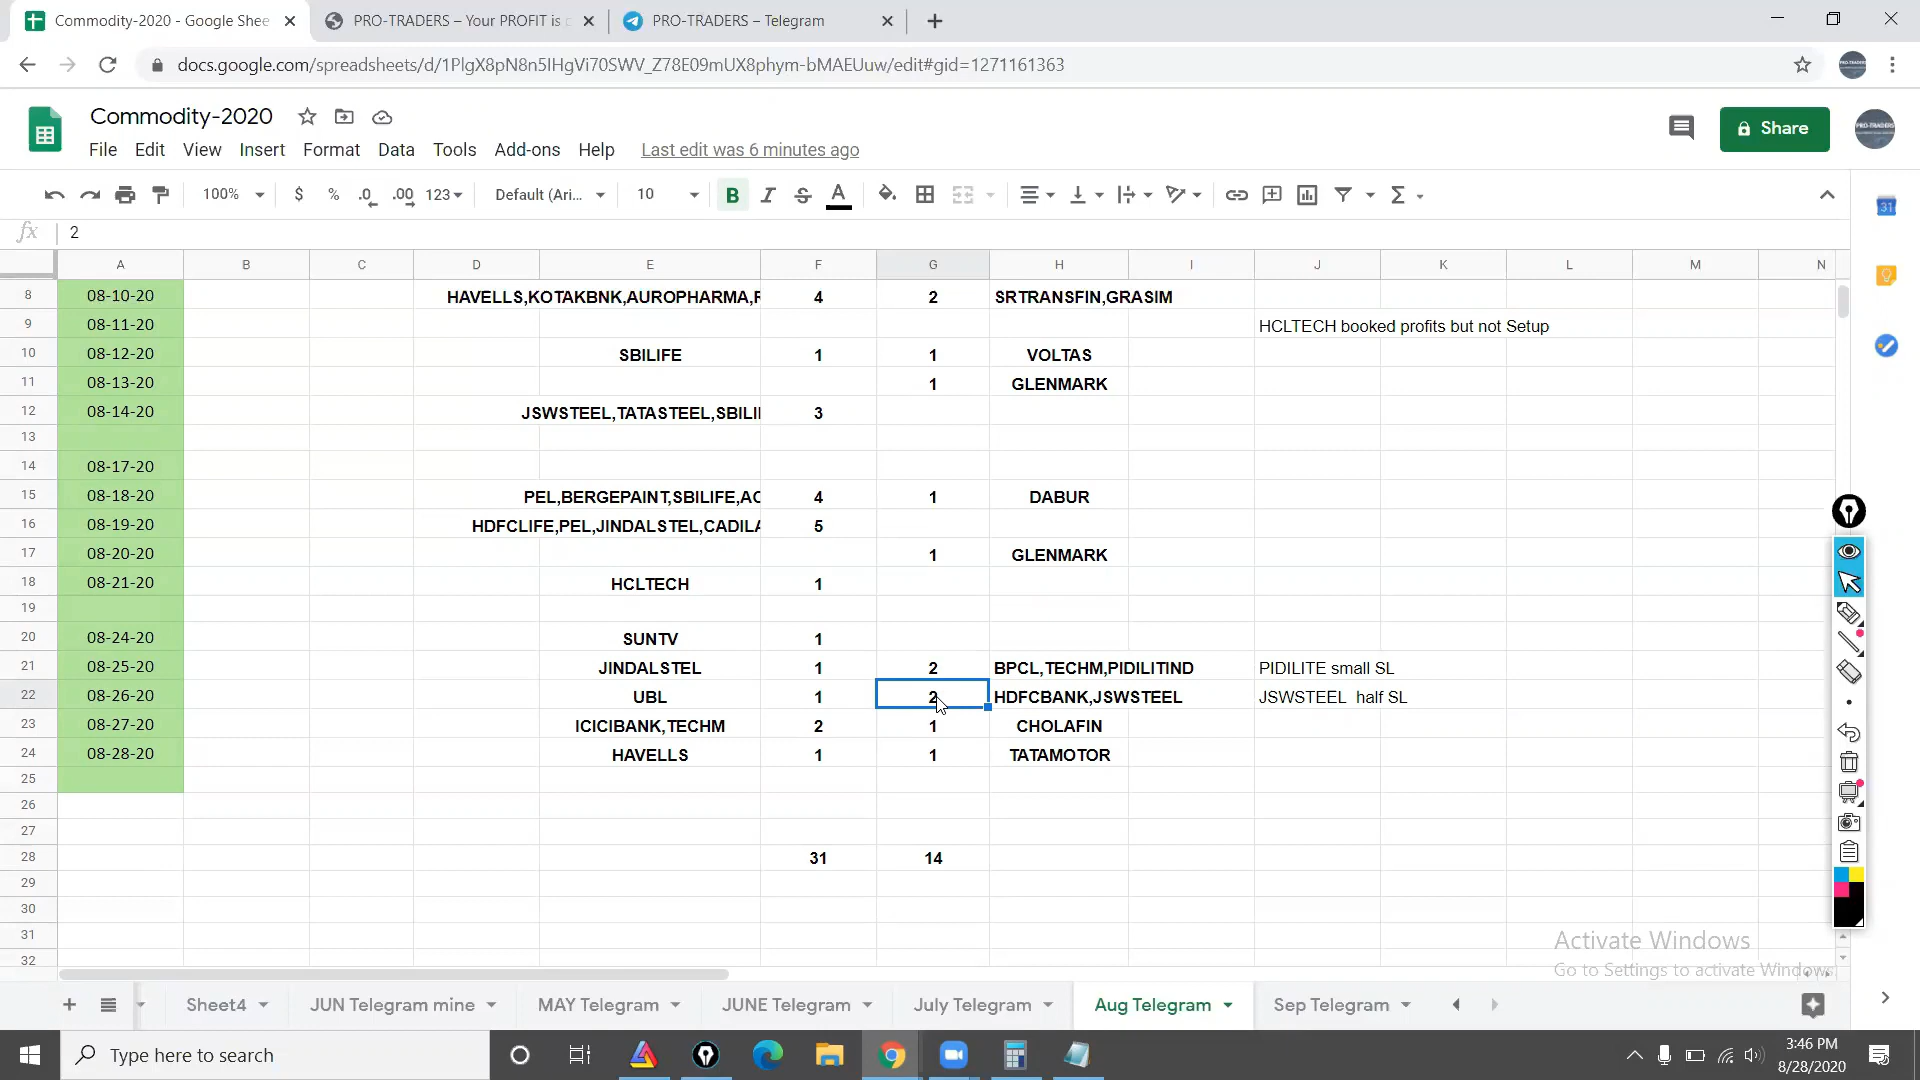 Commodity-2020 - Google Shee
PRO-TRADERS – Your PROFIT is c
PRO-TRADERS – Telegram
docs.google.com/spreadsheets/d/1PlgX8pN8n5IHgVi70SWV_Z78E09mUX8phym-bMAEUuw/edit#gid=1271161363
Commodity-2020
File Edit View Insert Format Data Tools Add-ons Help Last edit was 6 minutes ago
Share
100% $ % .0 .00 123 Default (Ari... 10 B I S A
fx 2
A B C D E F G H I J K L M N
8 08-10-20 HAVELLS,KOTAKBNK,AUROPHARMA, 4 2 SRTRANSFIN,GRASIM
9 08-11-20 HCLTECH booked profits but not Setup
10 08-12-20 SBILIFE 1 1 VOLTAS
11 08-13-20 1 GLENMARK
12 08-14-20 JSWSTEEL,TATASTEEL,SBILI 3
13
14 08-17-20
15 08-18-20 PEL,BERGEPAINT,SBILIFE,AC 4 1 DABUR
16 08-19-20 HDFCLIFE,PEL,JINDALSTEL,CADILA 5
17 08-20-20 1 GLENMARK
18 08-21-20 HCLTECH 1
19
20 08-24-20 SUNTV 1
21 08-25-20 JINDALSTEL 1 2 BPCL,TECHM,PIDILITIND PIDILITE small SL
22 08-26-20 UBL 1 2 HDFCBANK,JSWSTEEL JSWSTEEL half SL
23 08-27-20 ICICIBANK,TECHM 2 1 CHOLAFIN
24 08-28-20 HAVELLS 1 1 TATAMOTOR
25
26
27
28 31 14
29
30
31
32
Activate Windows
Go to Settings to activate Windows.
Sheet4 JUN Telegram mine MAY Telegram JUNE Telegram July Telegram Aug Telegram Sep Telegram
Type here to search
3:46 PM
8/28/2020